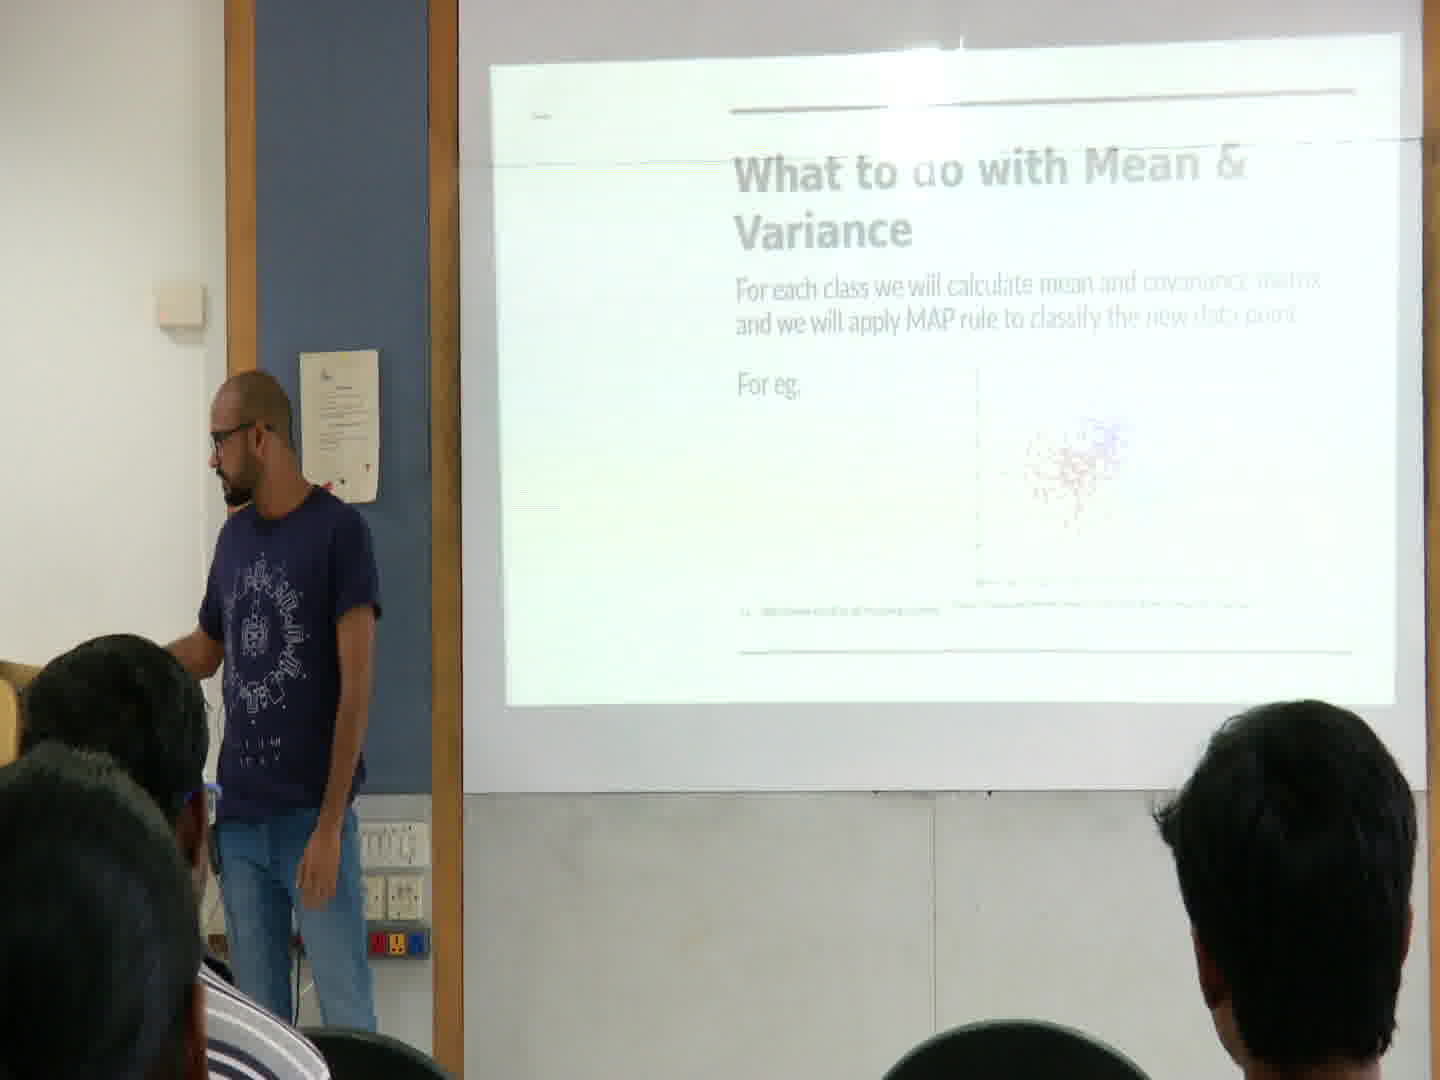 What to do with Mean &
Variance
For each class we will calculate mean and covariance matrix
and we will apply MAP rule to classify the new data point
For eg.